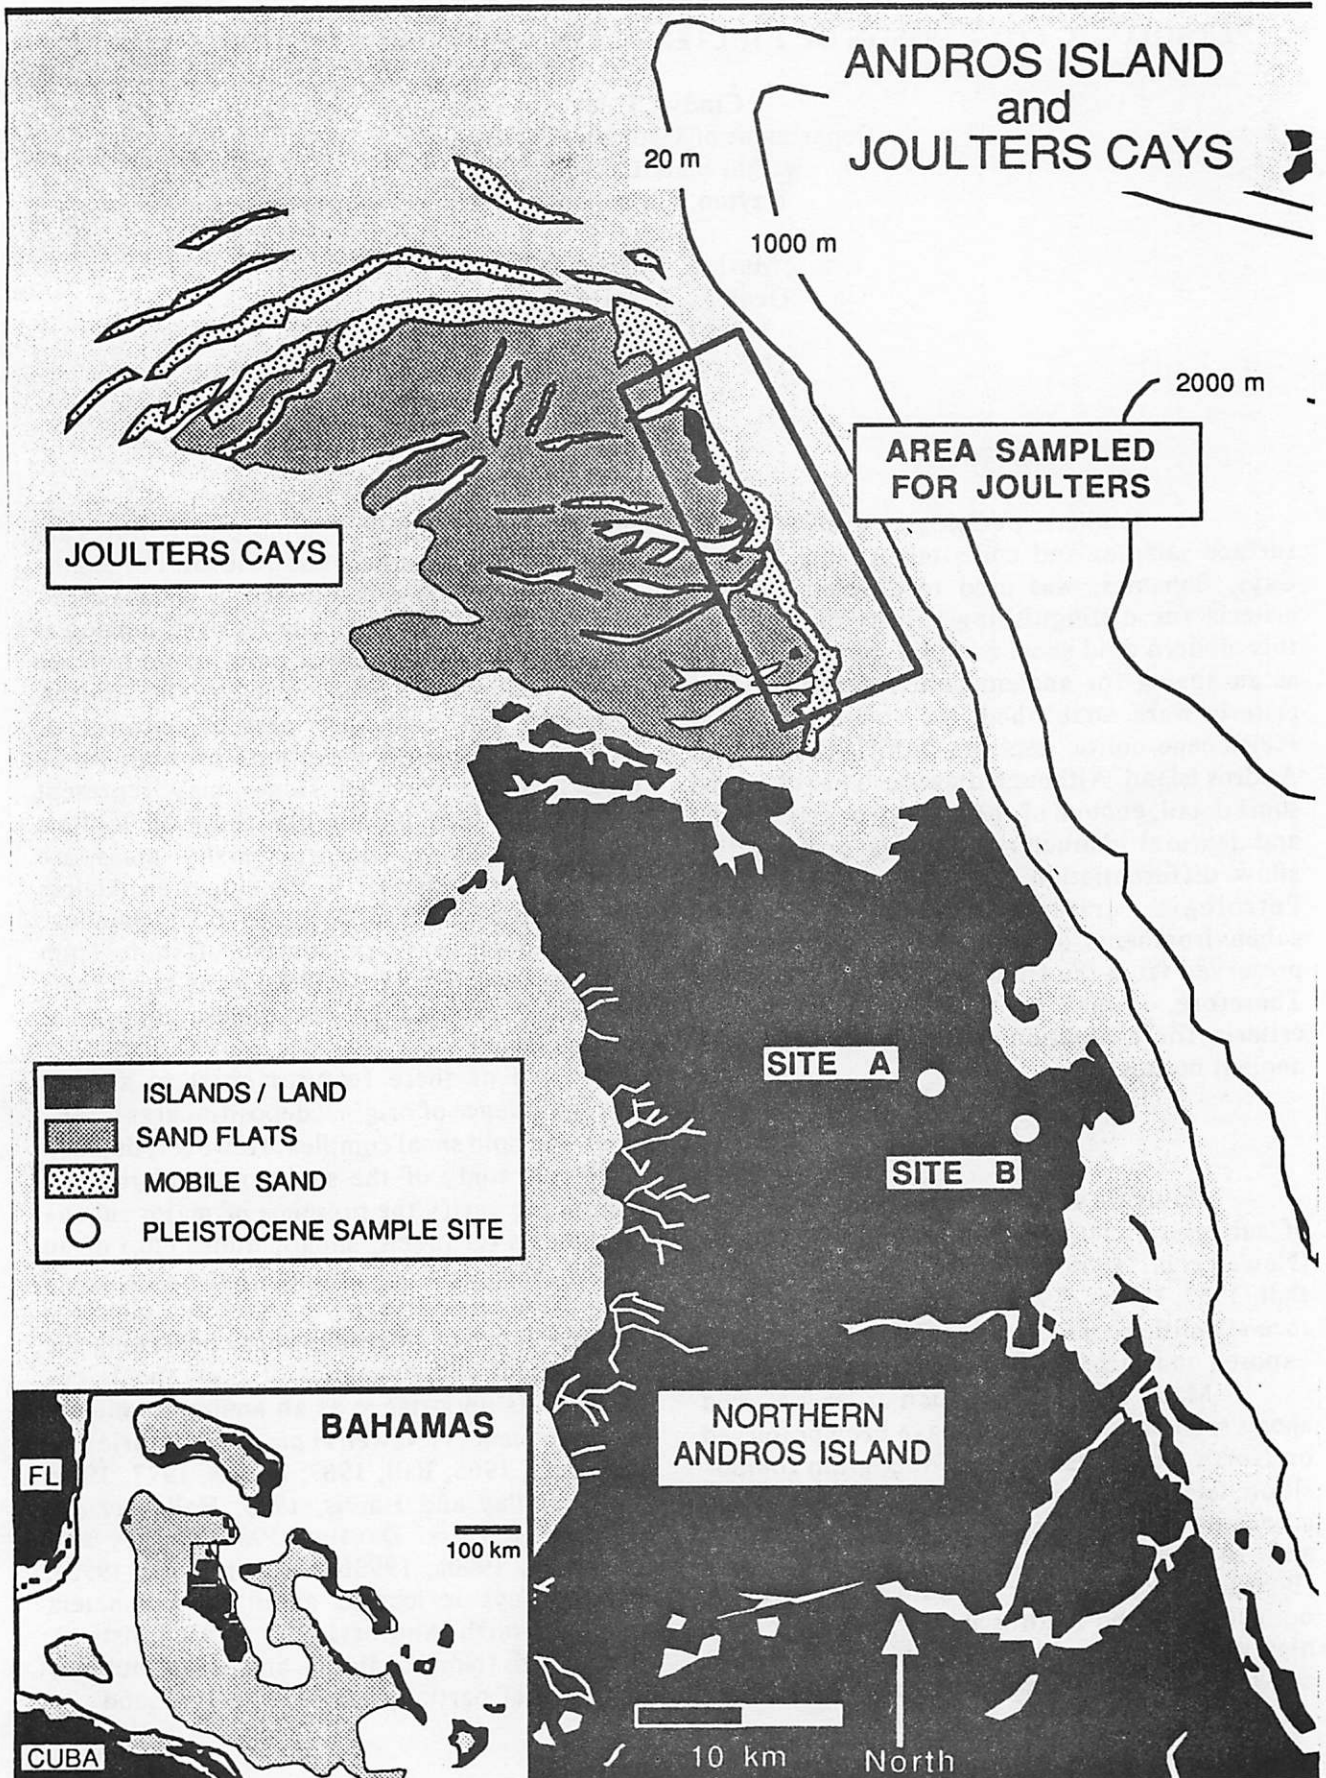 ANDROS ISLAND
and
JOULTERS CAYS
20 m
1000 m
2000 m
AREA SAMPLED
FOR JOULTERS
JOULTERS CAYS
SITE A
SITE B
ISLANDS / LAND
SAND FLATS
MOBILE SAND
PLEISTOCENE SAMPLE SITE
NORTHERN
ANDROS ISLAND
BAHAMAS
FL
100 km
CUBA
10 km
North